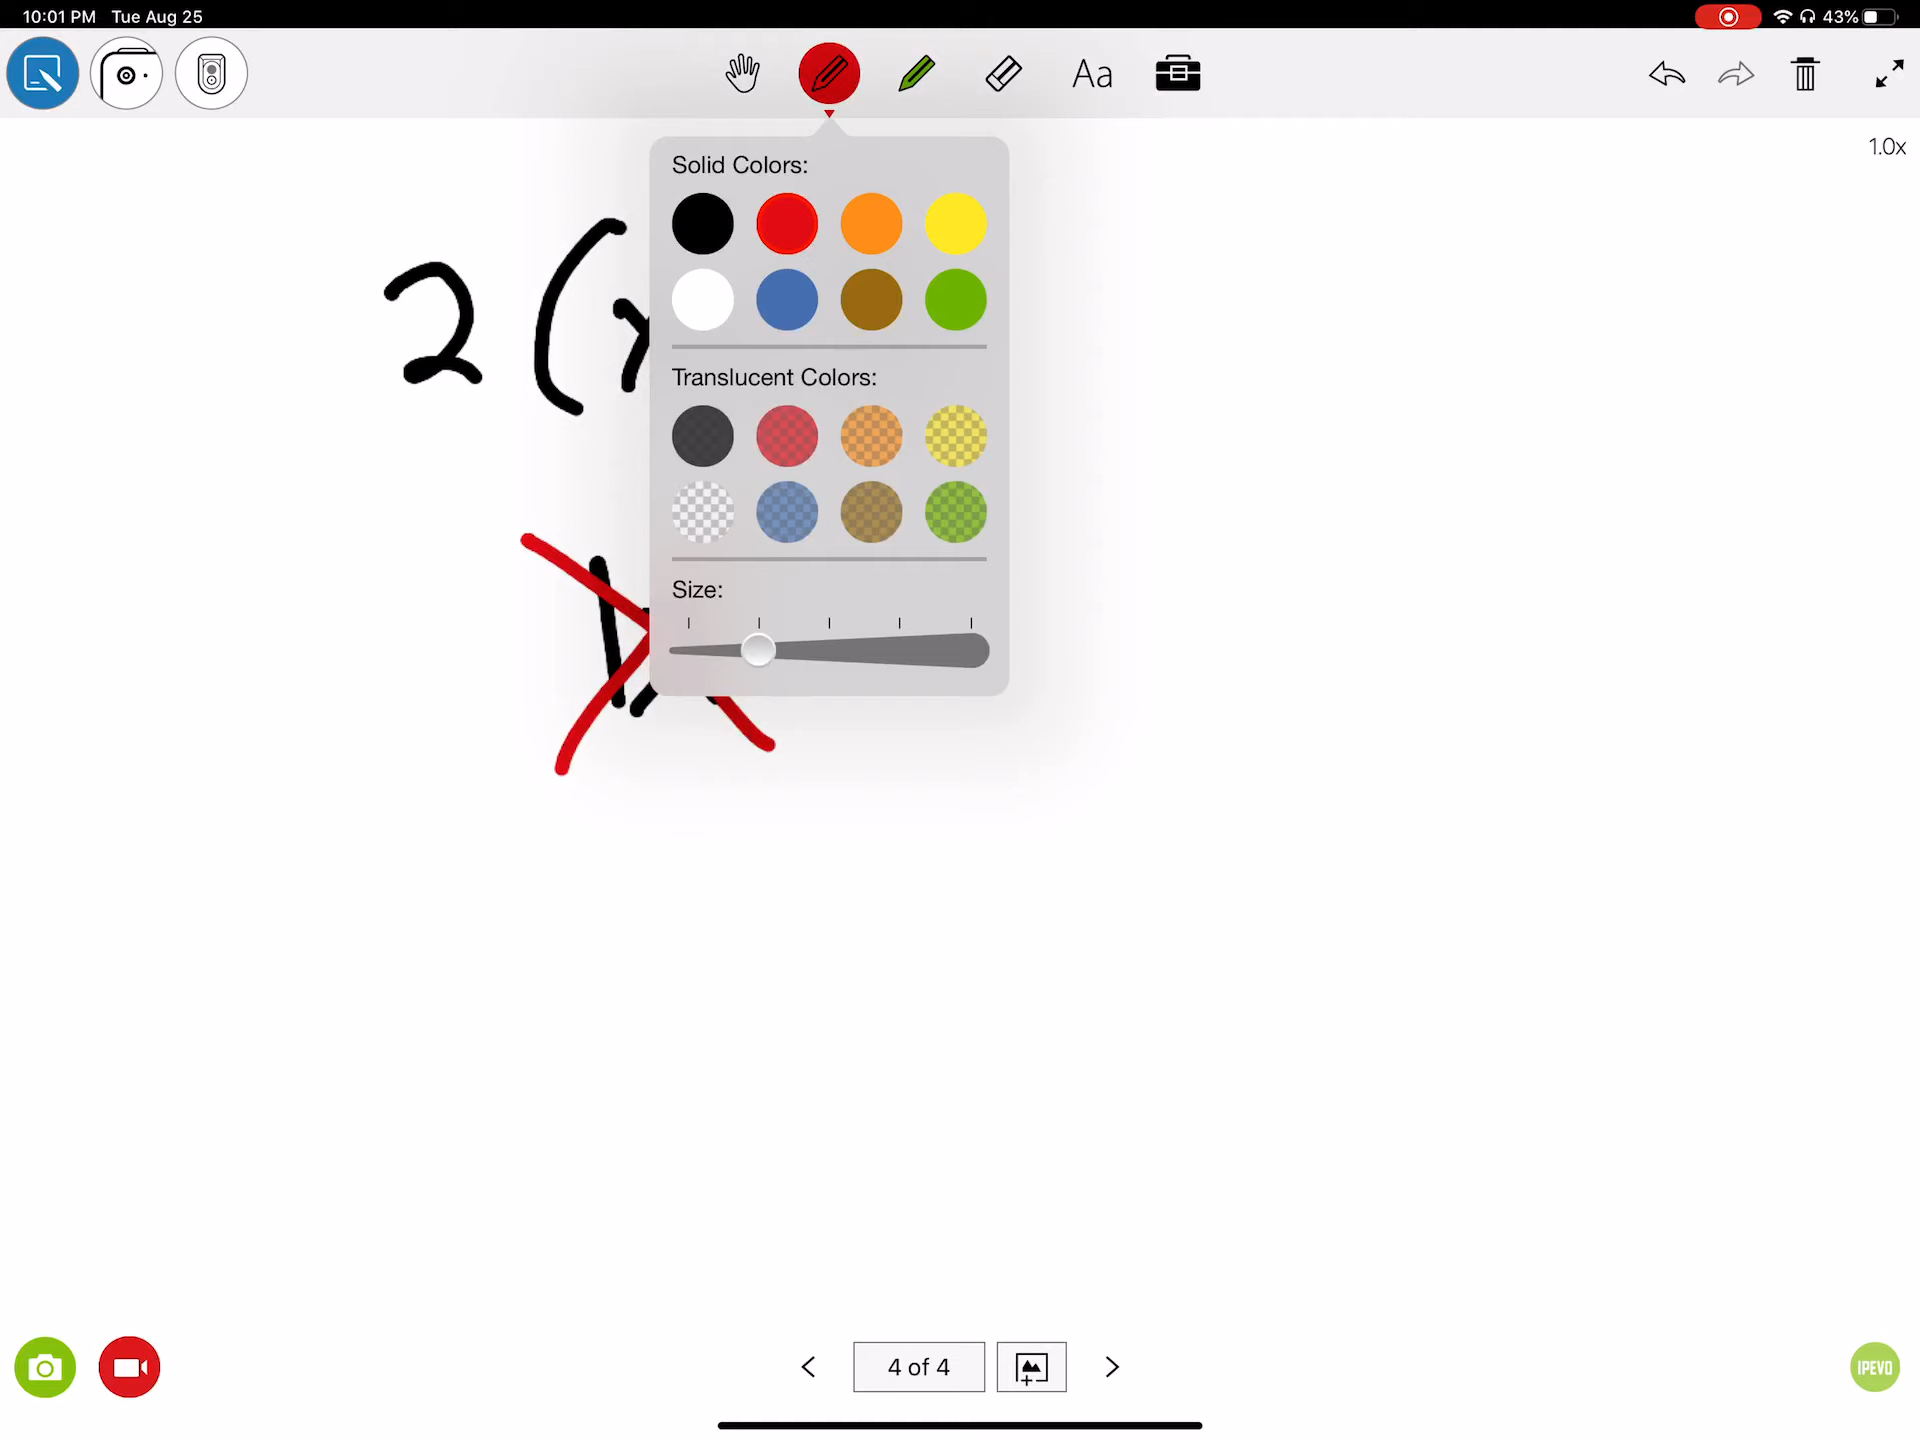 10:01 PM Tue Aug 25 43%
Aa
1.0x
Solid Colors:
2(x
Translucent Colors:
Size:
4 of 4
IPEVO